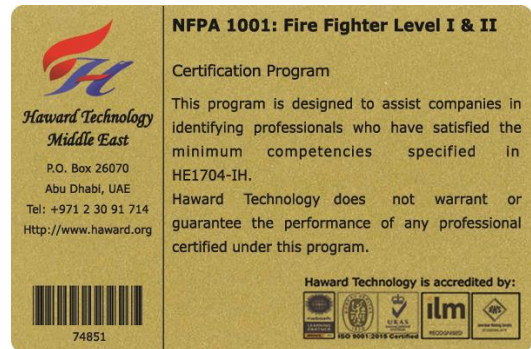 Haward Technology
Middle East
P.O. Box 26070
Abu Dhabi, UAE
Tel: +971 2 30 91 714
Http://www.haward.org
74851
NFPA 1001: Fire Fighter Level I & II
Certification Program
This program is designed to assist companies in
identifying professionals who have satisfied the
minimum competencies specified in
HE1704-IH.
Haward Technology does not warrant or
guarantee the performance of any professional
certified under this program.
Haward Technology is accredited by:
UKAS
ISO 9001:2015 Certified
ilm
RECOGNISED
AWS